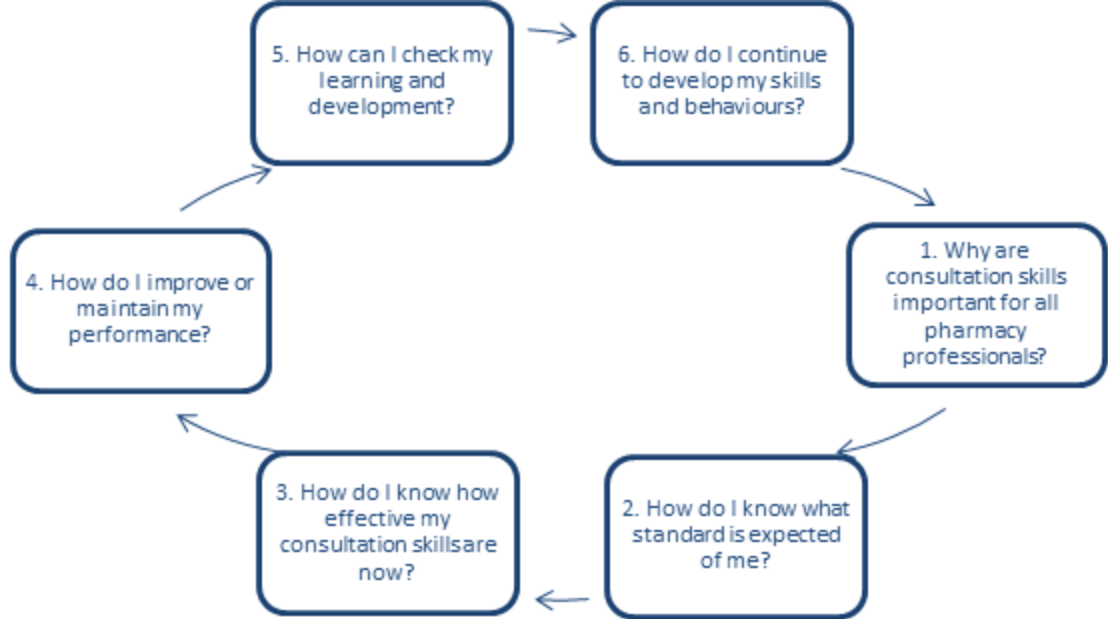 5. How can I check my
learning and
development?
6. How do I continue
to develop my skills
and behaviours?
4. How do I improve or
maintain my
performance?
1. Why are
consultation skills
important for all
pharmacy
professionals?
3. How do I know how
effective my
consultation skills are
now?
2. How do I know what
standard is expected
of me?